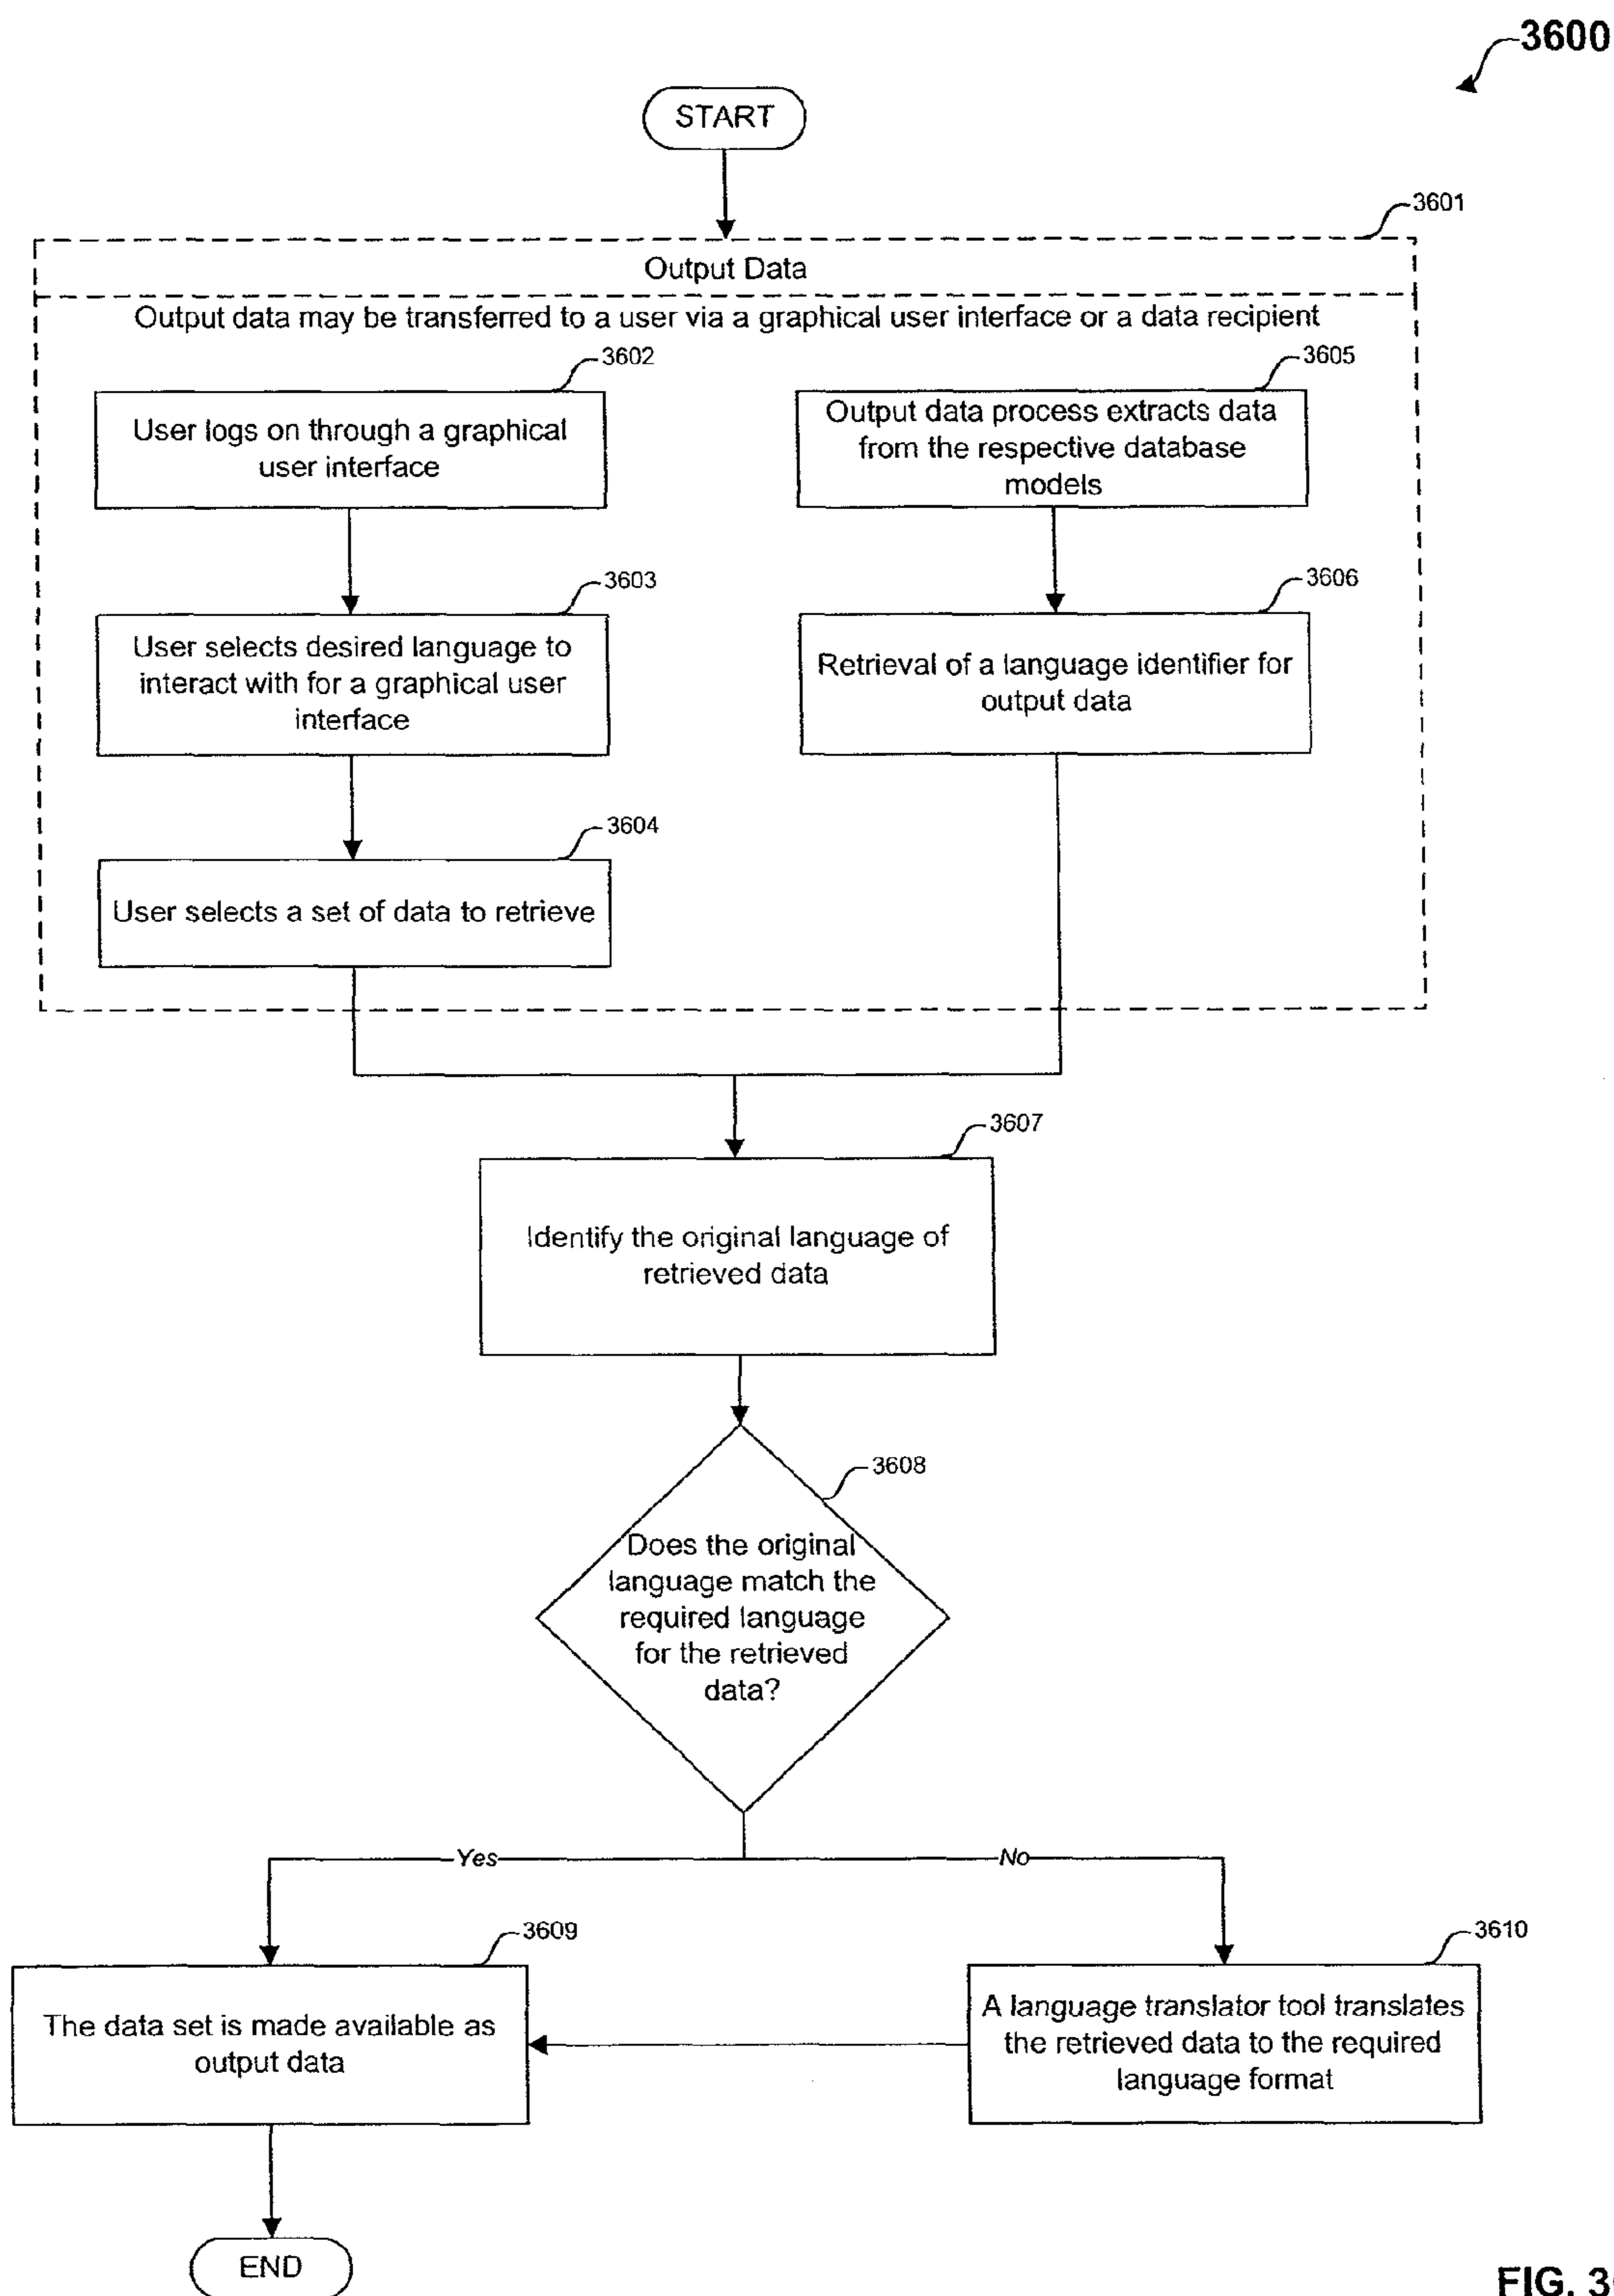 3600
START
3601
Output Data
Output data may be transferred to a user via a graphical user interface or a data recipient
3602
User logs on through a graphical
user interface
3605
Output data process extracts data
from the respective database
models
3603
User selects desired language to
interact with for a graphical user
interface
3606
Retrieval of a language identifier for
output data
3604
User selects a set of data to retrieve
3607
Identify the original language of
retrieved data
3608
Does the original
language match the
required language
for the retrieved
data?
Yes
No
3609
The data set is made available as
output data
3610
A language translator tool translates
the retrieved data to the required
language format
END
FIG.